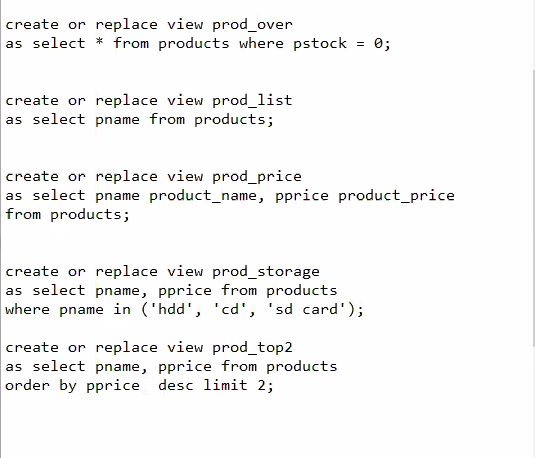 create or replace view prod_over
as select * from products where pstock = 0;
create or replace view prod_list
as select pname from products;
create or replace view prod_price
as select pname product_name, pprice product_price
from products;
create or replace view prod_storage
as select pname, pprice from products
where pname in ('hdd', 'cd', 'sd card');
create or replace view prod_top2
as select pname, pprice from products
order by pprice  desc limit 2;